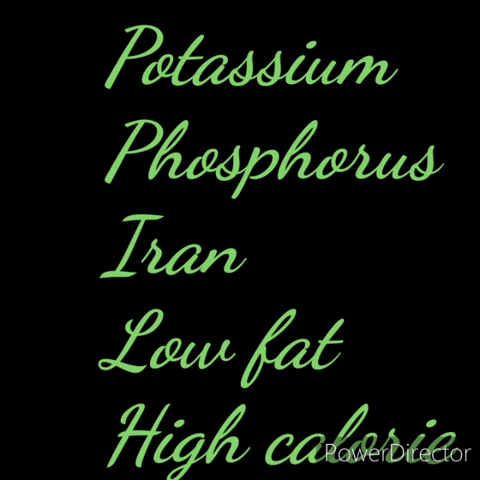 Potassium
Phosphorus
Iran
Low fat
High calorie
PowerDirector